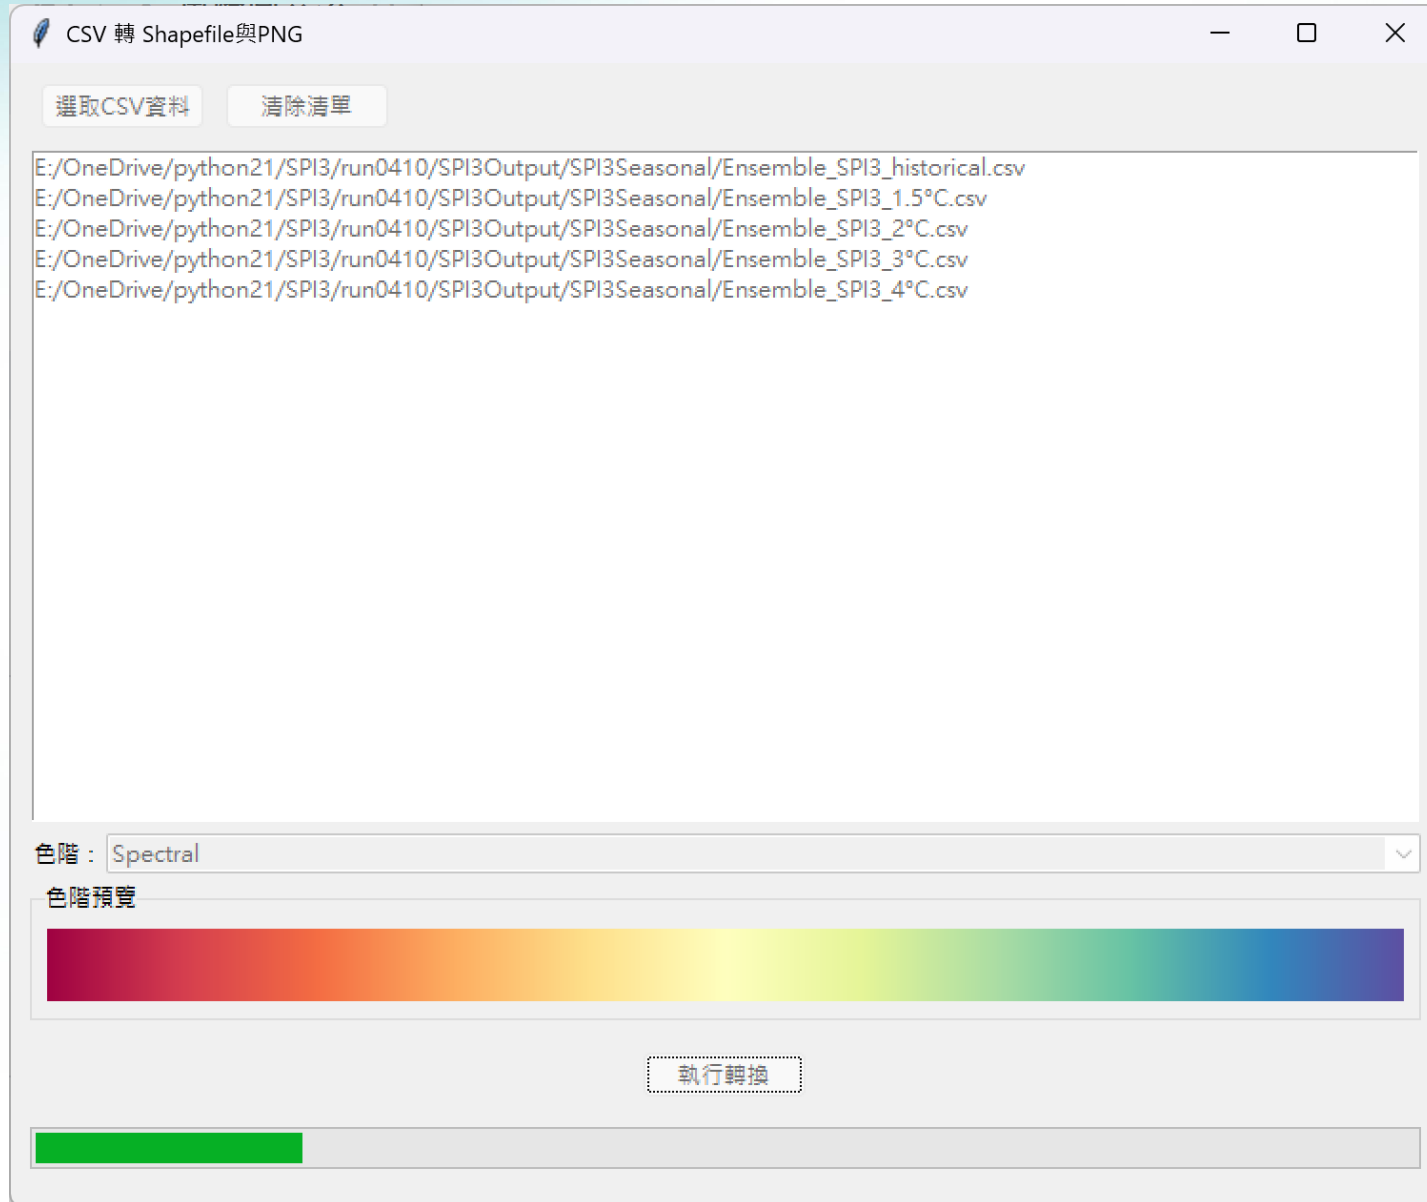 CSV 轉 Shapefile與PNG
選取CSV資料 清除清單
E:/OneDrive/python21/SPI3/run0410/SPI3Output/SPI3Seasonal/Ensemble_SPI3_historical.csv
E:/OneDrive/python21/SPI3/run0410/SPI3Output/SPI3Seasonal/Ensemble_SPI3_1.5°C.csv
E:/OneDrive/python21/SPI3/run0410/SPI3Output/SPI3Seasonal/Ensemble_SPI3_2°C.csv
E:/OneDrive/python21/SPI3/run0410/SPI3Output/SPI3Seasonal/Ensemble_SPI3_3°C.csv
E:/OneDrive/python21/SPI3/run0410/SPI3Output/SPI3Seasonal/Ensemble_SPI3_4°C.csv
色階： Spectral
色階預覽
執行轉換